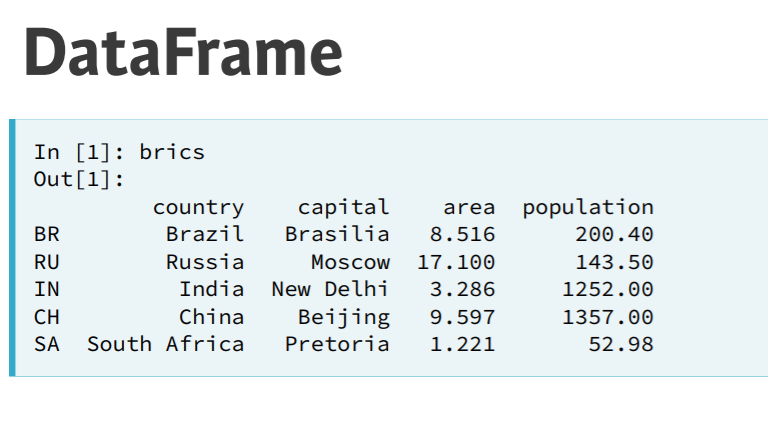 DataFrame
In [1]: brics
Out[1]:
         country    capital    area  population
BR        Brazil   Brasilia   8.516      200.40
RU        Russia     Moscow  17.100      143.50
IN         India  New Delhi   3.286     1252.00
CH         China    Beijing   9.597     1357.00
SA  South Africa   Pretoria   1.221       52.98